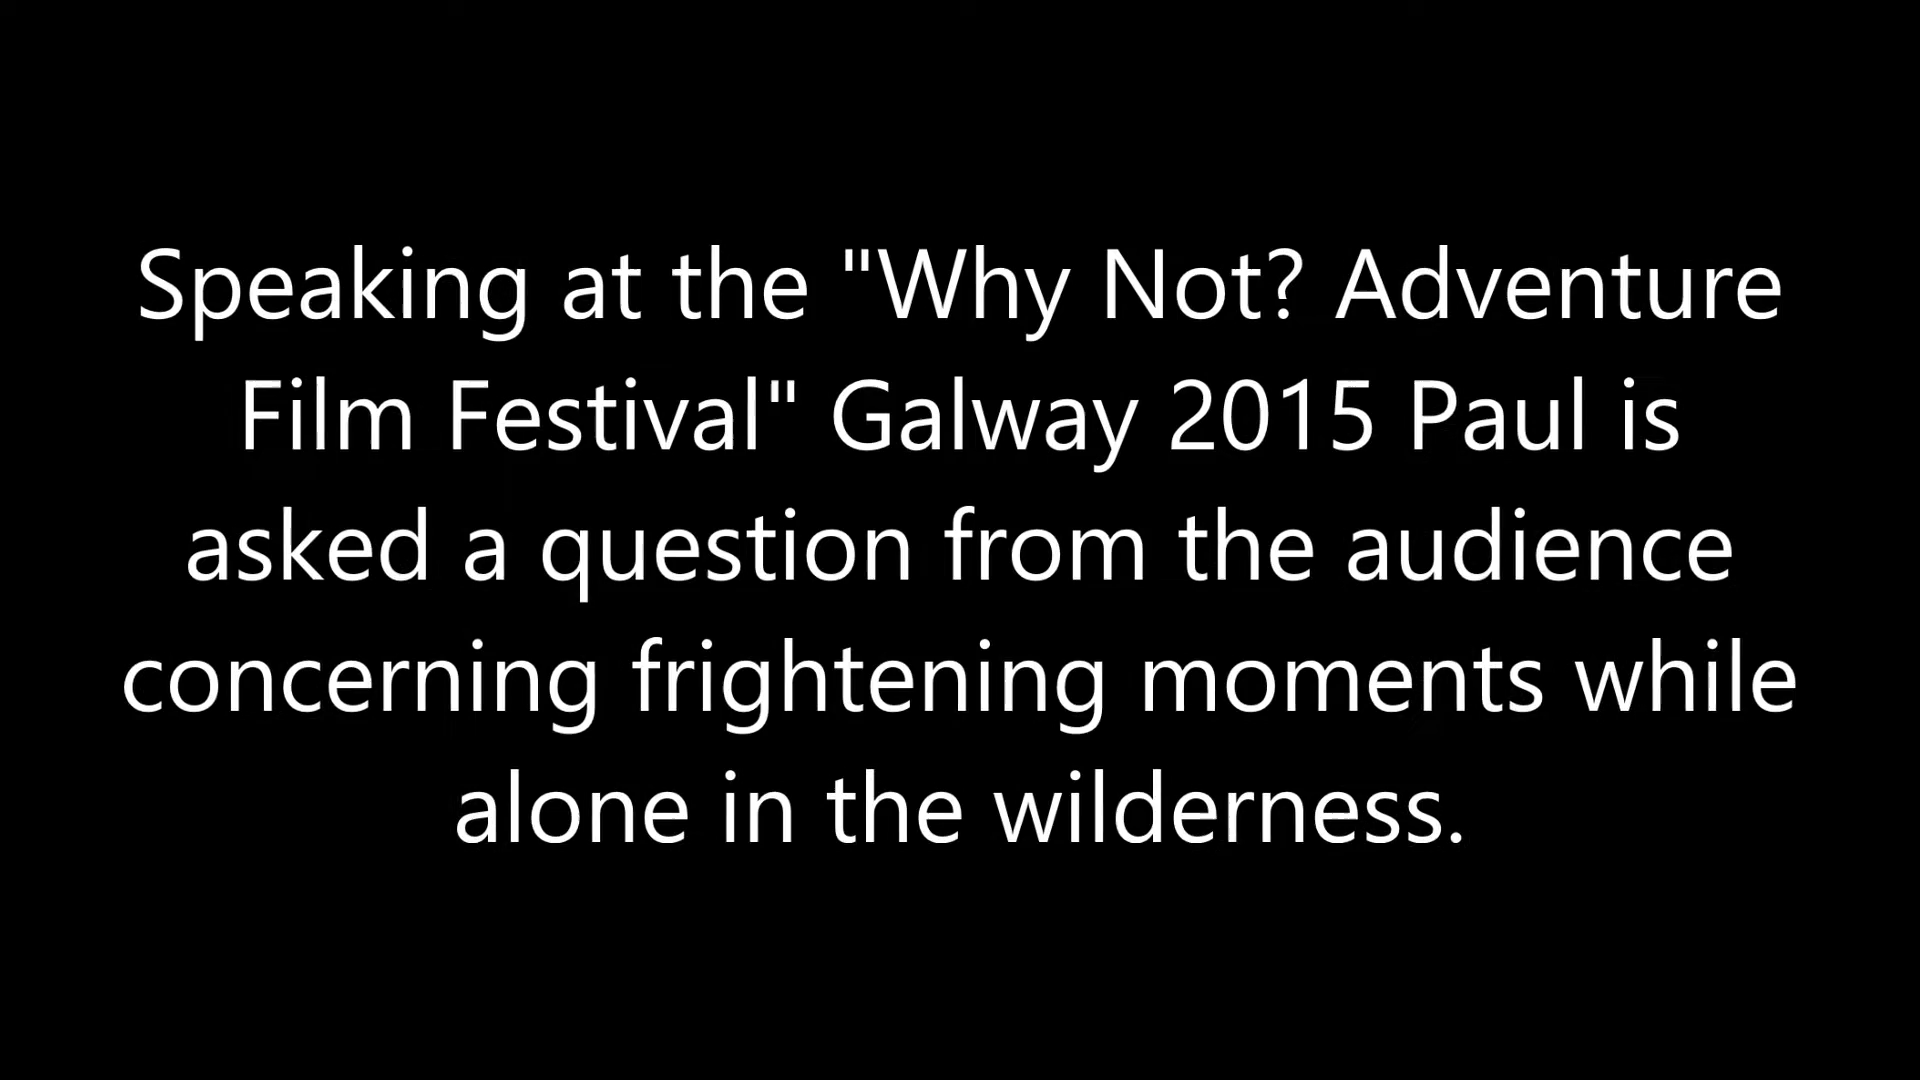 Speaking at the "Why Not? Adventure
Film Festival" Galway 2015 Paul is
asked a question from the audience
concerning frightening moments while
alone in the wilderness.